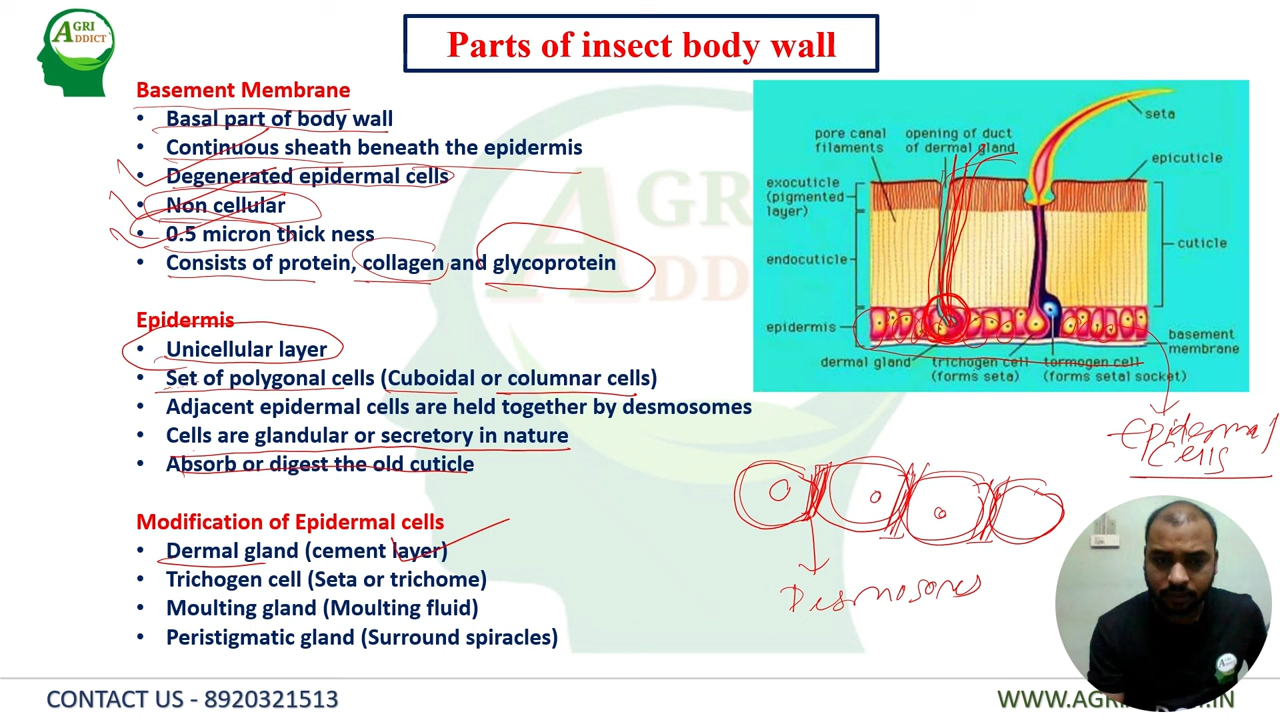 AGRI
ADDICT
Parts of insect body wall
Basement Membrane
• Basal part of body wall
• Continuous sheath beneath the epidermis
• Degenerated epidermal cells
• Non cellular
• 0.5 micron thick ness
• Consists of protein, collagen and glycoprotein
Epidermis
• Unicellular layer
• Set of polygonal cells (Cuboidal or columnar cells)
• Adjacent epidermal cells are held together by desmosomes
• Cells are glandular or secretory in nature
• Absorb or digest the old cuticle
Modification of Epidermal cells
• Dermal gland (cement layer)
• Trichogen cell (Seta or trichome)
• Moulting gland (Moulting fluid)
• Peristigmatic gland (Surround spiracles)
pore canal
filaments
opening of duct
of dermal gland
seta
epicuticle
exocuticle
(pigmented
layer)
cuticle
endocuticle
epidermis
basement
membrane
dermal gland
trichogen cell
(forms seta)
tormogen cell
(forms setal socket)
Epidermal
Cells
Desmosomes
AGRI
ADDI
CONTACT US - 8920321513
WWW.AGRI
.IN